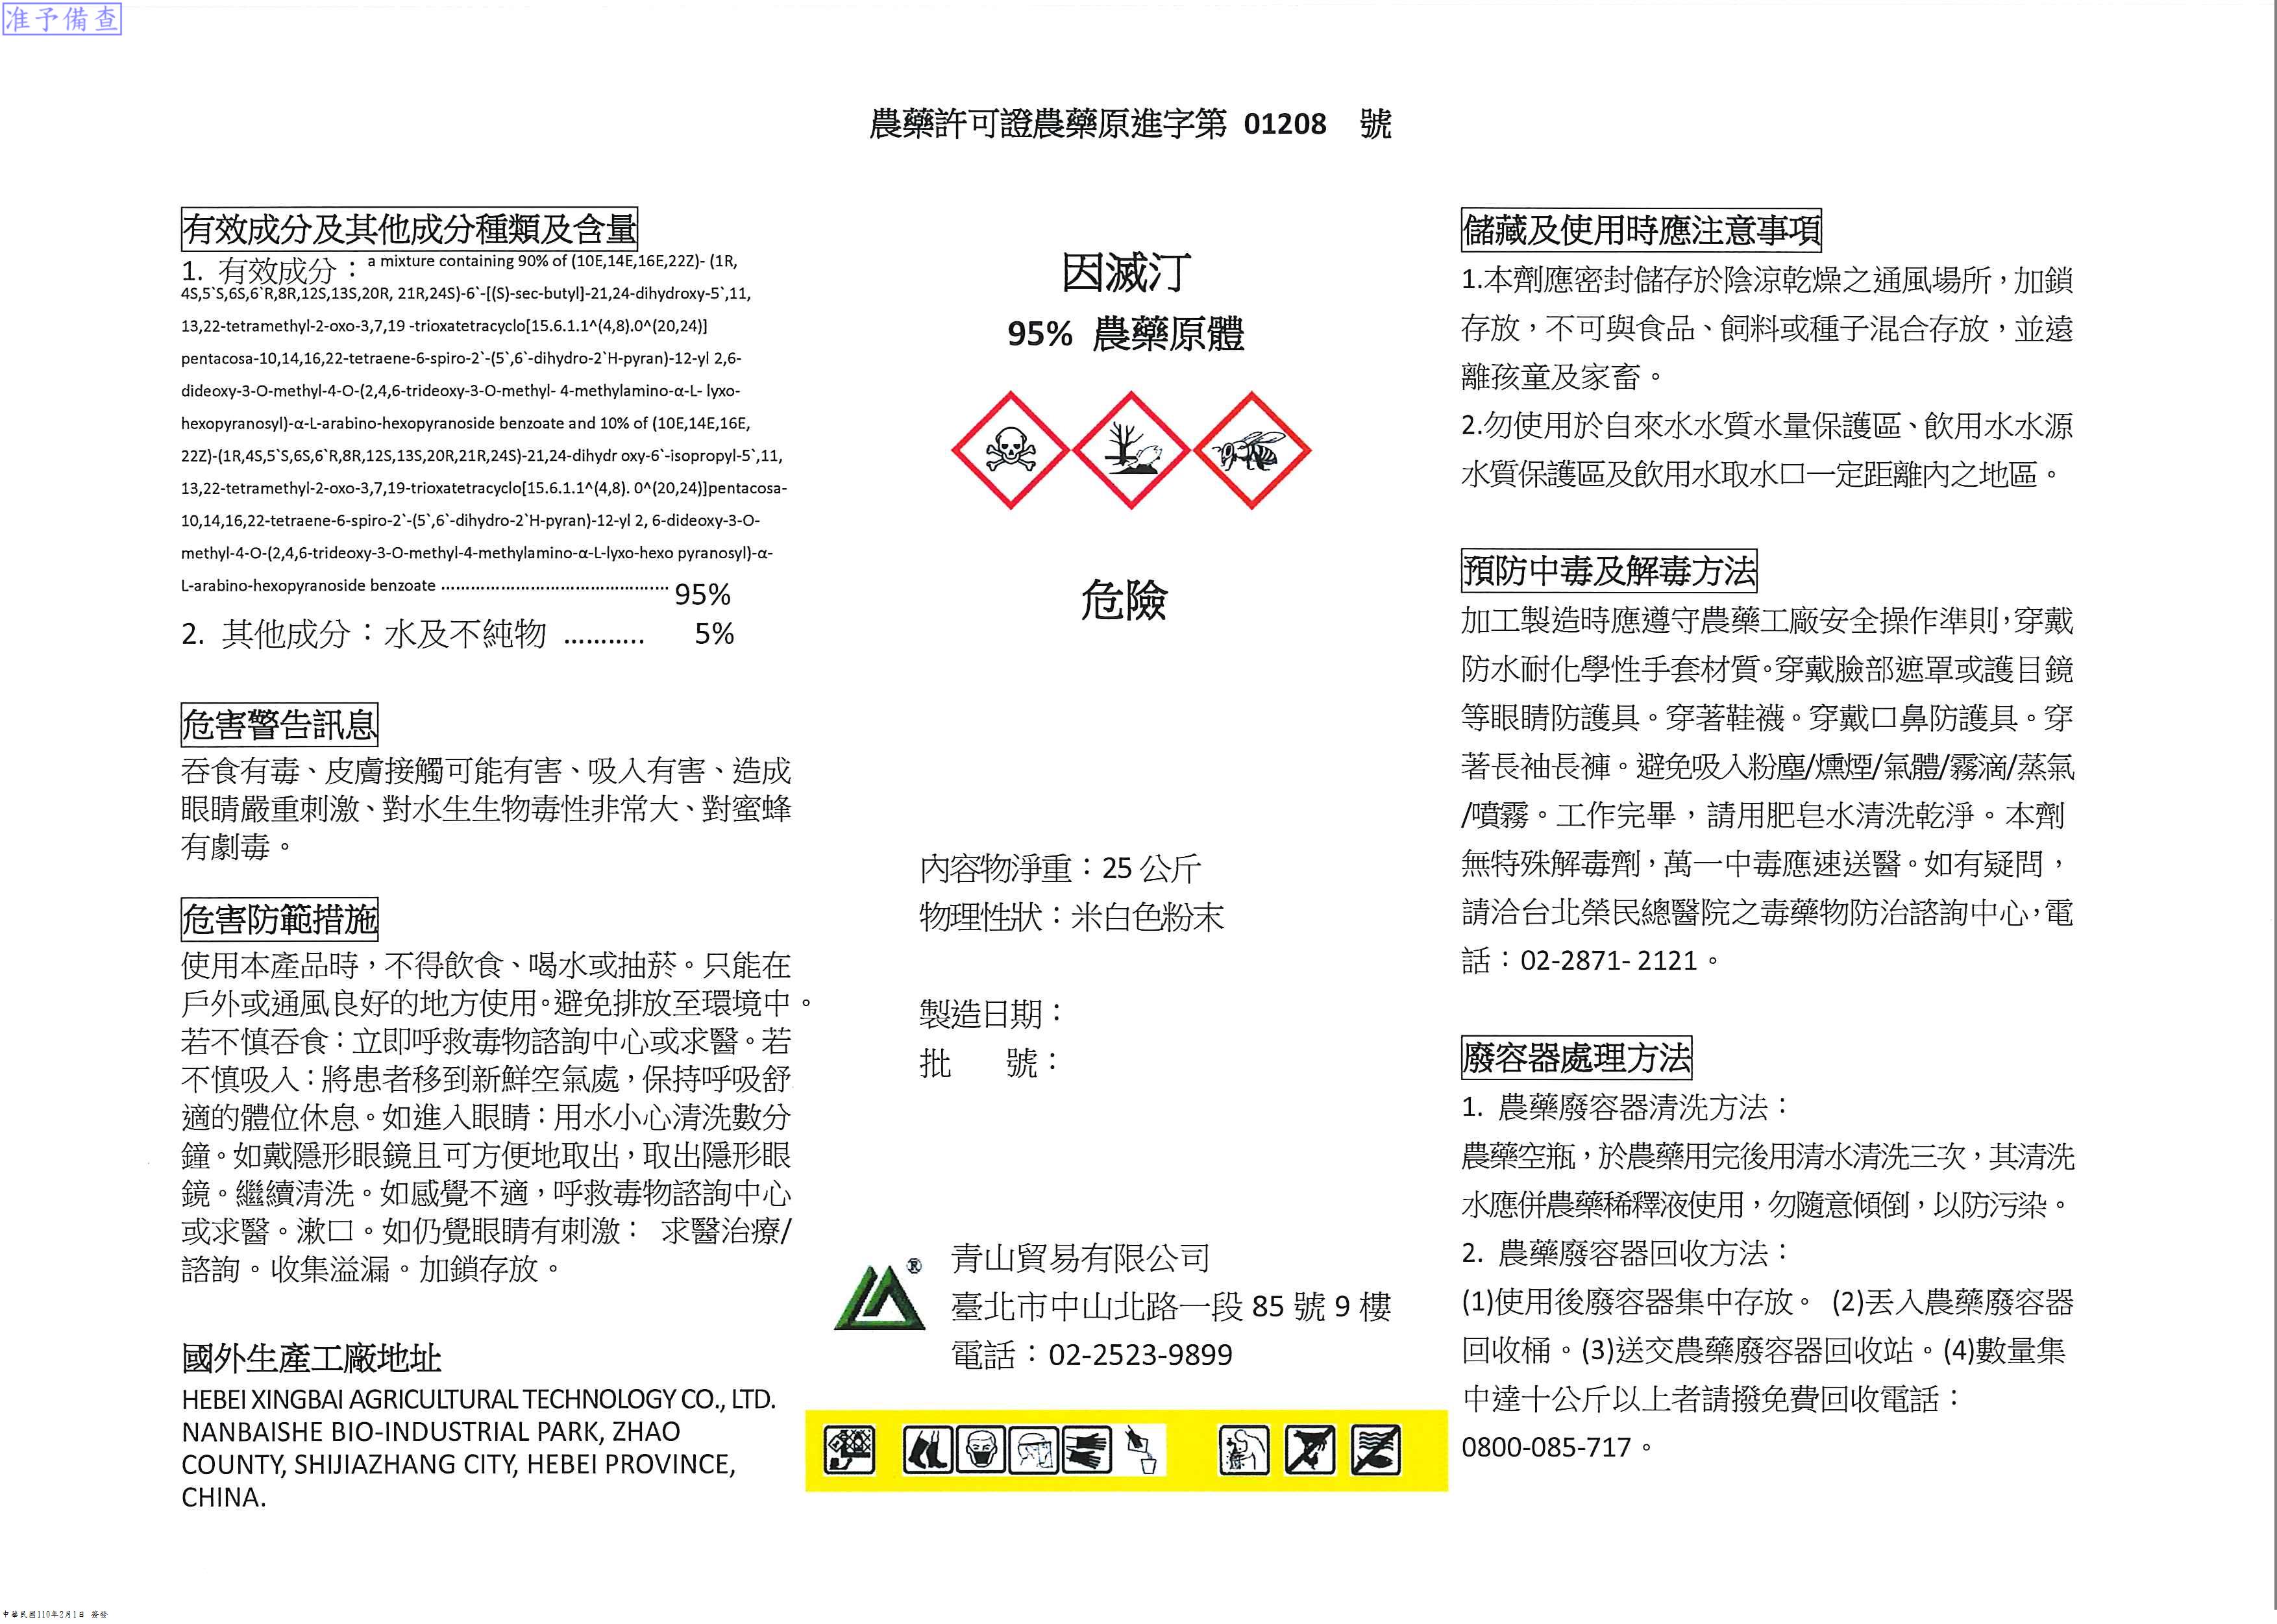 准予備查
農藥許可證農藥原進字第 01208 號
有效成分及其他成分種類及含量
1. 有效成分：a mixture containing 90% of (10E,14E,16E,22Z)- (1R,
4S,5`S,6S,6`R,8R,12S,13S,20R, 21R,24S)-6`-[(S)-sec-butyl]-21,24-dihydroxy-5`,11,
13,22-tetramethyl-2-oxo-3,7,19 -trioxatetracyclo[15.6.1.1^(4,8).0^(20,24)]
pentacosa-10,14,16,22-tetraene-6-spiro-2`-(5`,6`-dihydro-2`H-pyran)-12-yl 2,6-
dideoxy-3-O-methyl-4-O-(2,4,6-trideoxy-3-O-methyl- 4-methylamino-α-L- lyxo-
hexopyranosyl)-α-L-arabino-hexopyranoside benzoate and 10% of (10E,14E,16E,
22Z)-(1R,4S,5`S,6S,6`R,8R,12S,13S,20R,21R,24S)-21,24-dihydr oxy-6`-isopropyl-5`,11,
13,22-tetramethyl-2-oxo-3,7,19-trioxatetracyclo[15.6.1.1^(4,8). 0^(20,24)]pentacosa-
10,14,16,22-tetraene-6-spiro-2`-(5`,6`-dihydro-2`H-pyran)-12-yl 2, 6-dideoxy-3-O-
methyl-4-O-(2,4,6-trideoxy-3-O-methyl-4-methylamino-α-L-lyxo-hexo pyranosyl)-α-
L-arabino-hexopyranoside benzoate ............................................ 95%
2. 其他成分：水及不純物 ........... 5%
危害警告訊息
吞食有毒、皮膚接觸可能有害、吸入有害、造成
眼睛嚴重刺激、對水生生物毒性非常大、對蜜蜂
有劇毒。
危害防範措施
使用本產品時，不得飲食、喝水或抽菸。只能在
戶外或通風良好的地方使用。避免排放至環境中。
若不慎吞食：立即呼救毒物諮詢中心或求醫。若
不慎吸入：將患者移到新鮮空氣處，保持呼吸舒
適的體位休息。如進入眼睛：用水小心清洗數分
鐘。如戴隱形眼鏡且可方便地取出，取出隱形眼
鏡。繼續清洗。如感覺不適，呼救毒物諮詢中心
或求醫。漱口。如仍覺眼睛有刺激： 求醫治療/
諮詢。收集溢漏。加鎖存放。
國外生產工廠地址
HEBEI XINGBAI AGRICULTURAL TECHNOLOGY CO., LTD.
NANBAISHE BIO-INDUSTRIAL PARK, ZHAO
COUNTY, SHIJIAZHANG CITY, HEBEI PROVINCE,
CHINA.
因滅汀
95% 農藥原體
危險
內容物淨重：25 公斤
物理性狀：米白色粉末
製造日期：
批　　號：
®
青山貿易有限公司
臺北市中山北路一段 85 號 9 樓
電話：02-2523-9899
儲藏及使用時應注意事項
1.本劑應密封儲存於陰涼乾燥之通風場所，加鎖
存放，不可與食品、飼料或種子混合存放，並遠
離孩童及家畜。
2.勿使用於自來水水質水量保護區、飲用水水源
水質保護區及飲用水取水口一定距離內之地區。
預防中毒及解毒方法
加工製造時應遵守農藥工廠安全操作準則，穿戴
防水耐化學性手套材質。穿戴臉部遮罩或護目鏡
等眼睛防護具。穿著鞋襪。穿戴口鼻防護具。穿
著長袖長褲。避免吸入粉塵/燻煙/氣體/霧滴/蒸氣
/噴霧。工作完畢，請用肥皂水清洗乾淨。本劑
無特殊解毒劑，萬一中毒應速送醫。如有疑問，
請洽台北榮民總醫院之毒藥物防治諮詢中心，電
話：02-2871- 2121。
廢容器處理方法
1. 農藥廢容器清洗方法：
農藥空瓶，於農藥用完後用清水清洗三次，其清洗
水應併農藥稀釋液使用，勿隨意傾倒，以防污染。
2. 農藥廢容器回收方法：
(1)使用後廢容器集中存放。 (2)丟入農藥廢容器
回收桶。(3)送交農藥廢容器回收站。(4)數量集
中達十公斤以上者請撥免費回收電話：
0800-085-717。
中華民國110年2月1日 簽發